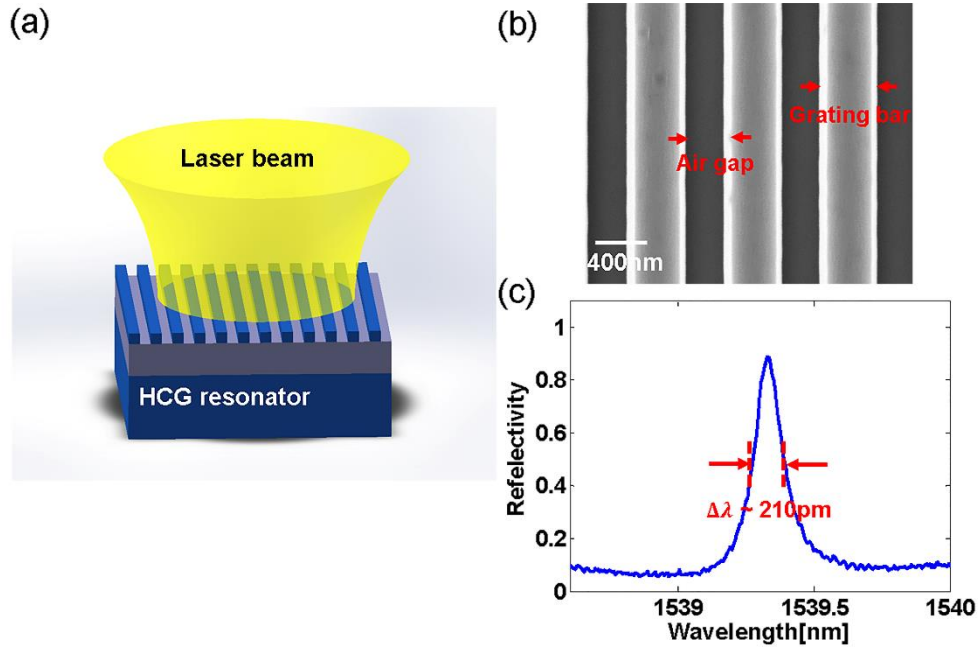 (a)
Laser beam
HCG resonator
(b)
Grating bar
Air gap
400nm
(c)
Refelectivity
1
0.8
0.6
0.4
0.2
0
Δλ ~ 210pm
1539
1539.5
1540
Wavelength[nm]